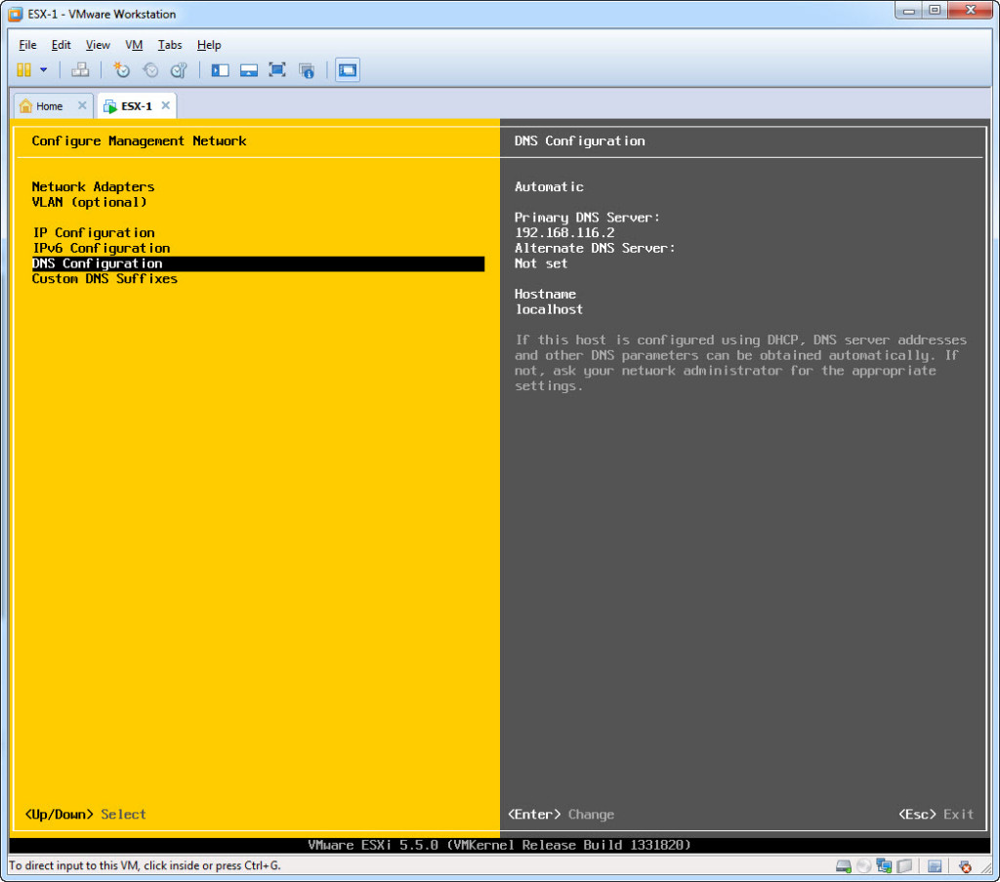 ESX-1 - VMware Workstation
File Edit View VM Tabs Help
Home ESX-1
Configure Management Network
Network Adapters
VLAN (optional)
IP Configuration
IPv6 Configuration
DNS Configuration
Custom DNS Suffixes
<Up/Down> Select
DNS Configuration
Automatic
Primary DNS Server:
192.168.116.2
Alternate DNS Server:
Not set
Hostname
localhost
If this host is configured using DHCP, DNS server addresses
and other DNS parameters can be obtained automatically. If
not, ask your network administrator for the appropriate
settings.
<Enter> Change <Esc> Exit
VMware ESXi 5.5.0 (VMKernel Release Build 1331820)
To direct input to this VM, click inside or press Ctrl+G.